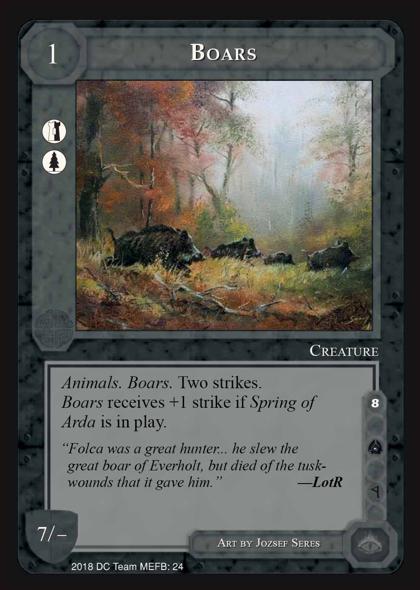 1
BOARS
CREATURE
Animals. Boars. Two strikes.
Boars receives +1 strike if Spring of
Arda is in play.
8
“Folca was a great hunter... he slew the
great boar of Everholt, but died of the tusk-
wounds that it gave him.” —LotR
7/–
ART BY JOZSEF SERES
2018 DC Team MEFB: 24